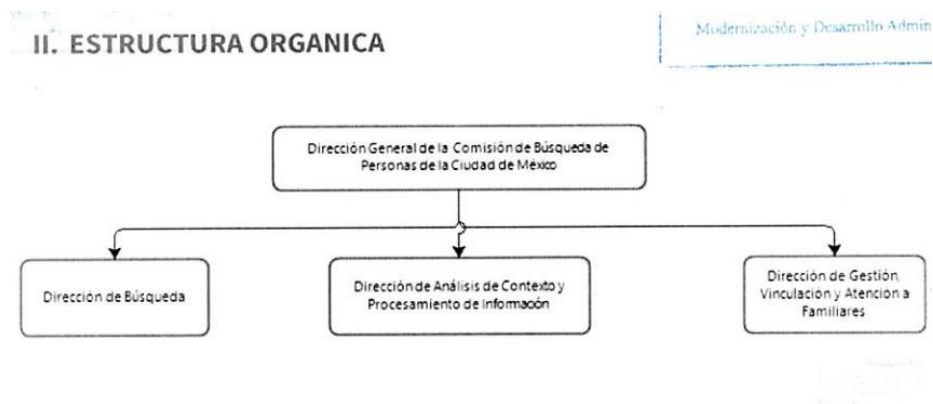 II. ESTRUCTURA ORGANICA
Modernización y Desarrollo Admin
Dirección General de la Comisión de Búsqueda de
Personas de la Ciudad de México
Dirección de Búsqueda
Dirección de Análisis de Contexto y
Procesamiento de Información
Dirección de Gestión,
Vinculación y Atención a
Familiares